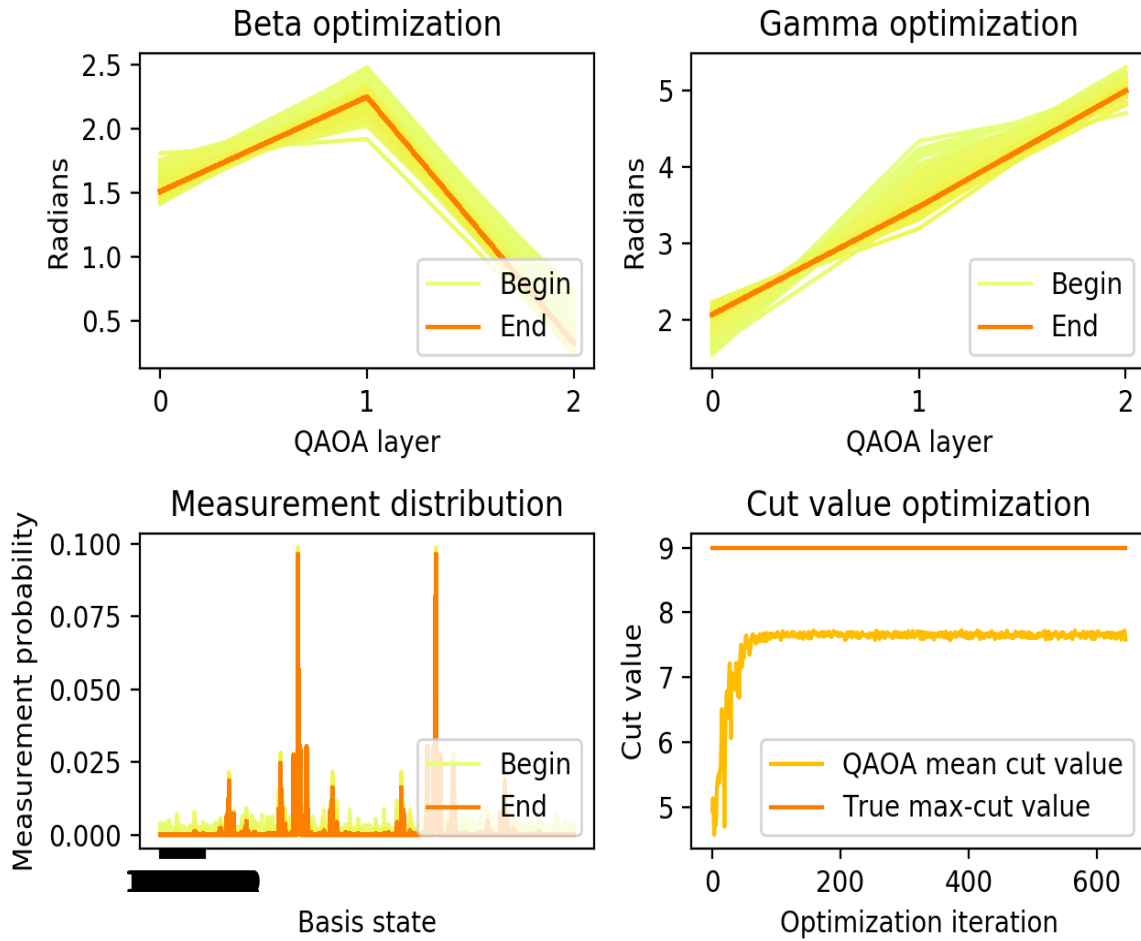 Beta optimization
Radians
2.5
2.0
1.5
1.0
0.5
Begin
End
0
1
2
QAOA layer
Gamma optimization
Radians
5
4
3
2
Begin
End
0
1
2
QAOA layer
Measurement distribution
Measurement probability
0.100
0.075
0.050
0.025
0.000
Begin
End
Basis state
Cut value optimization
Cut value
9
8
7
6
5
QAOA mean cut value
True max-cut value
0
200
400
600
Optimization iteration